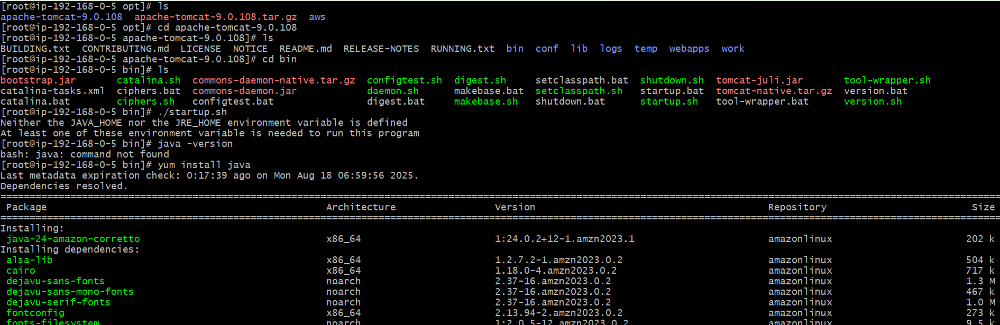 [root@ip-192-168-0-5 opt]# ls
apache-tomcat-9.0.108  apache-tomcat-9.0.108.tar.gz  aws
[root@ip-192-168-0-5 opt]# cd apache-tomcat-9.0.108
[root@ip-192-168-0-5 apache-tomcat-9.0.108]# ls
BUILDING.txt  CONTRIBUTING.md  LICENSE  NOTICE  README.md  RELEASE-NOTES  RUNNING.txt  bin  conf  lib  logs  temp  webapps  work
[root@ip-192-168-0-5 apache-tomcat-9.0.108]# cd bin
[root@ip-192-168-0-5 bin]# ls
bootstrap.jar       catalina.sh  commons-daemon-native.tar.gz  configtest.sh  digest.sh     setclasspath.bat  shutdown.sh  tomcat-juli.jar       tool-wrapper.sh
catalina-tasks.xml  ciphers.bat  commons-daemon.jar            daemon.sh      makebase.bat  setclasspath.sh   startup.bat  tomcat-native.tar.gz  version.bat
catalina.bat        ciphers.sh   configtest.bat                digest.bat     makebase.sh   shutdown.bat      startup.sh   tool-wrapper.bat      version.sh
[root@ip-192-168-0-5 bin]# ./startup.sh
Neither the JAVA_HOME nor the JRE_HOME environment variable is defined
At least one of these environment variable is needed to run this program
[root@ip-192-168-0-5 bin]# java -version
bash: java: command not found
[root@ip-192-168-0-5 bin]# yum install java
Last metadata expiration check: 0:17:39 ago on Mon Aug 18 06:59:56 2025.
Dependencies resolved.
Package  Architecture  Version  Repository  Size
Installing:
java-24-amazon-corretto  x86_64  1:24.0.2+12-1.amzn2023.1  amazonlinux  202 k
Installing dependencies:
alsa-lib  x86_64  1.2.7.2-1.amzn2023.0.2  amazonlinux  504 k
cairo  x86_64  1.18.0-4.amzn2023.0.2  amazonlinux  717 k
dejavu-sans-fonts  noarch  2.37-16.amzn2023.0.2  amazonlinux  1.3 M
dejavu-sans-mono-fonts  noarch  2.37-16.amzn2023.0.2  amazonlinux  467 k
dejavu-serif-fonts  noarch  2.37-16.amzn2023.0.2  amazonlinux  1.0 M
fontconfig  x86_64  2.13.94-2.amzn2023.0.2  amazonlinux  273 k
fonts-filesystem  noarch  1:2.0.5-12.amzn2023.0.2  amazonlinux  9.5 k